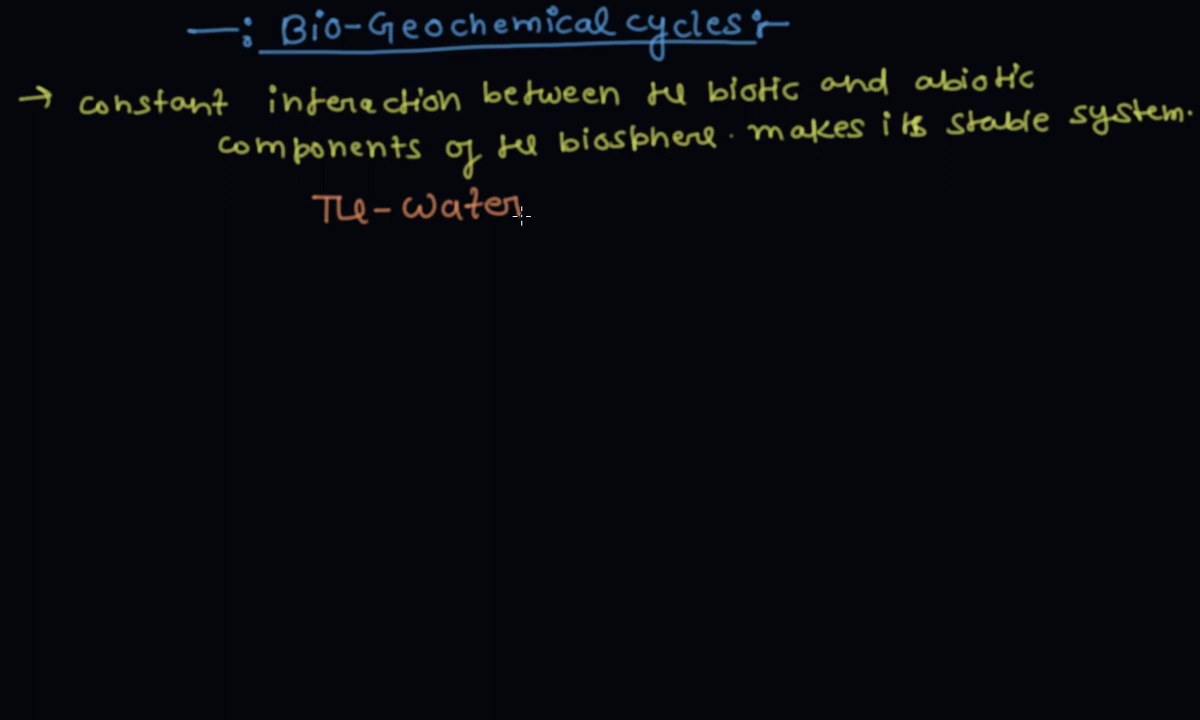 —: Bio-Geochemical cycles:—
→ constant interaction between the biotic and abiotic
components of the biosphere. makes its stable system.
The-Water